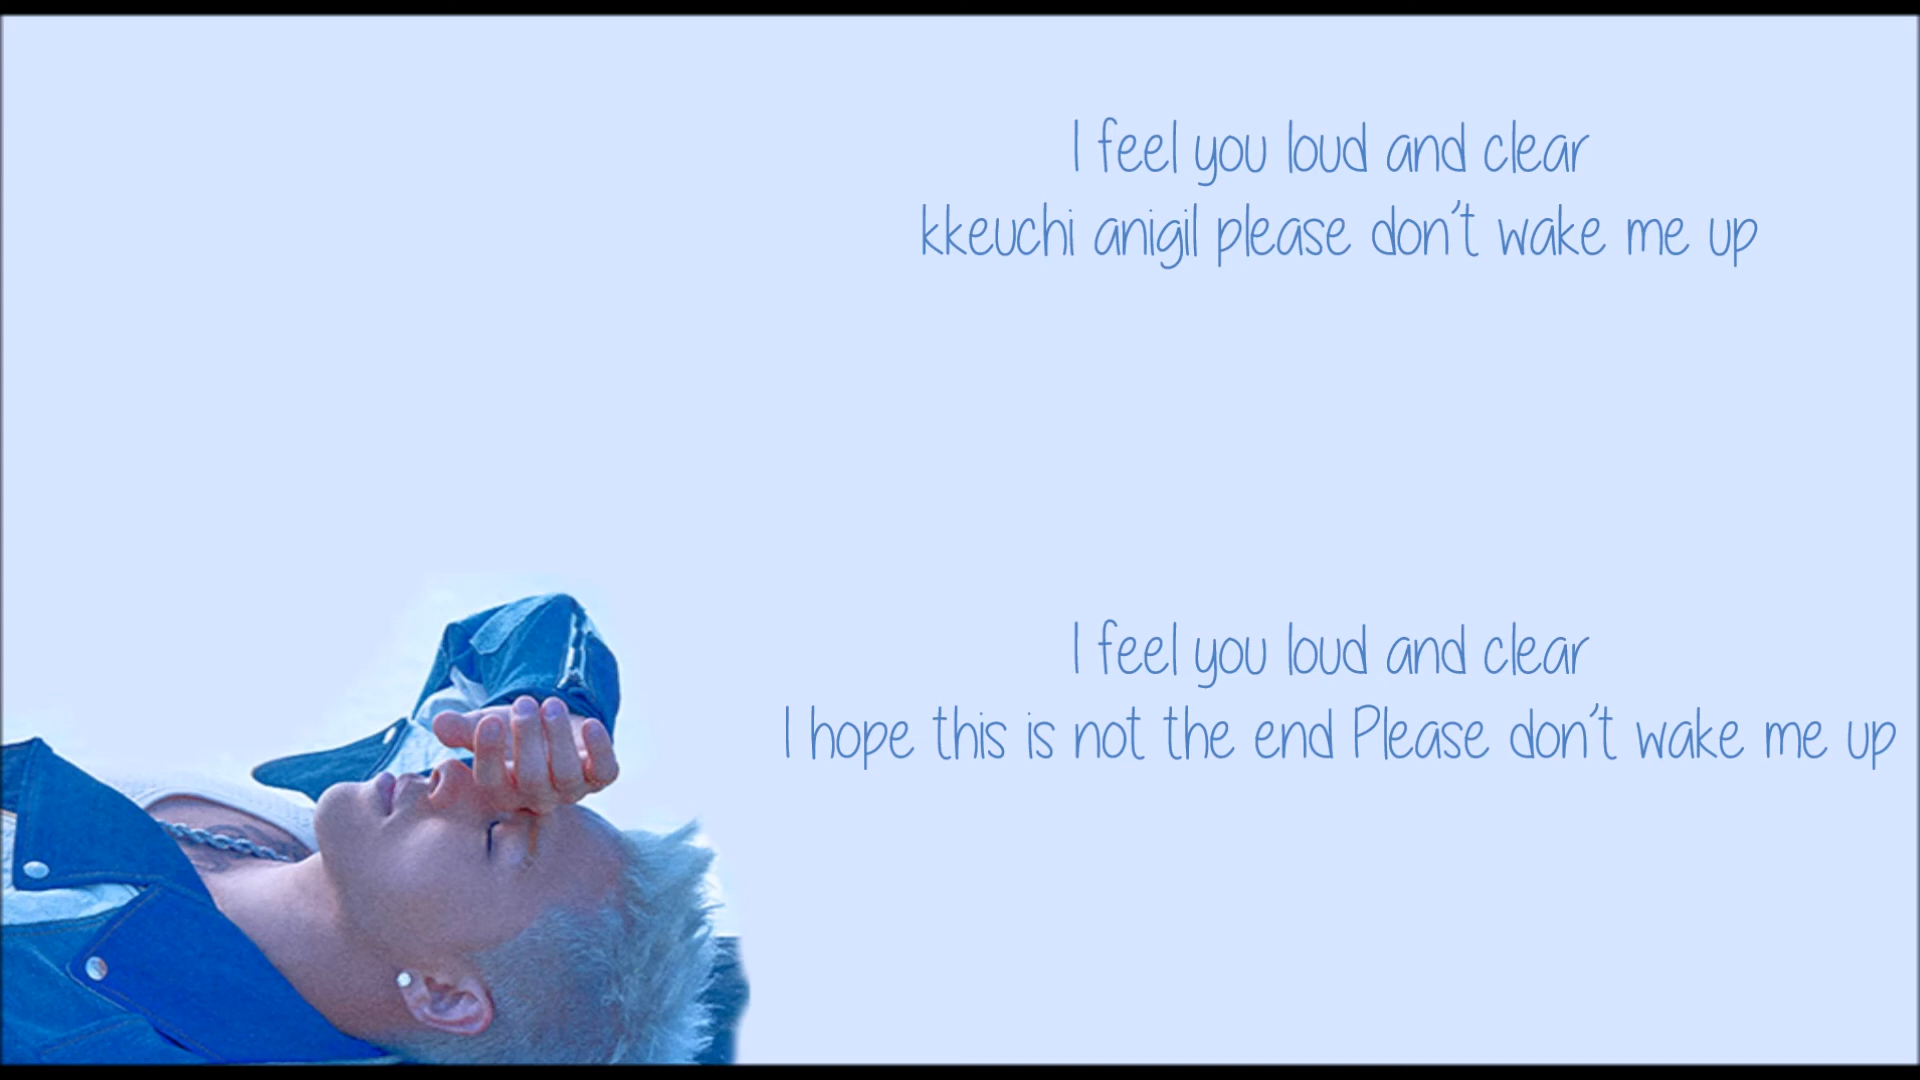 I feel you loud and clear
kkeuchi anigil please don't wake me up
I feel you loud and clear
I hope this is not the end Please don't wake me up